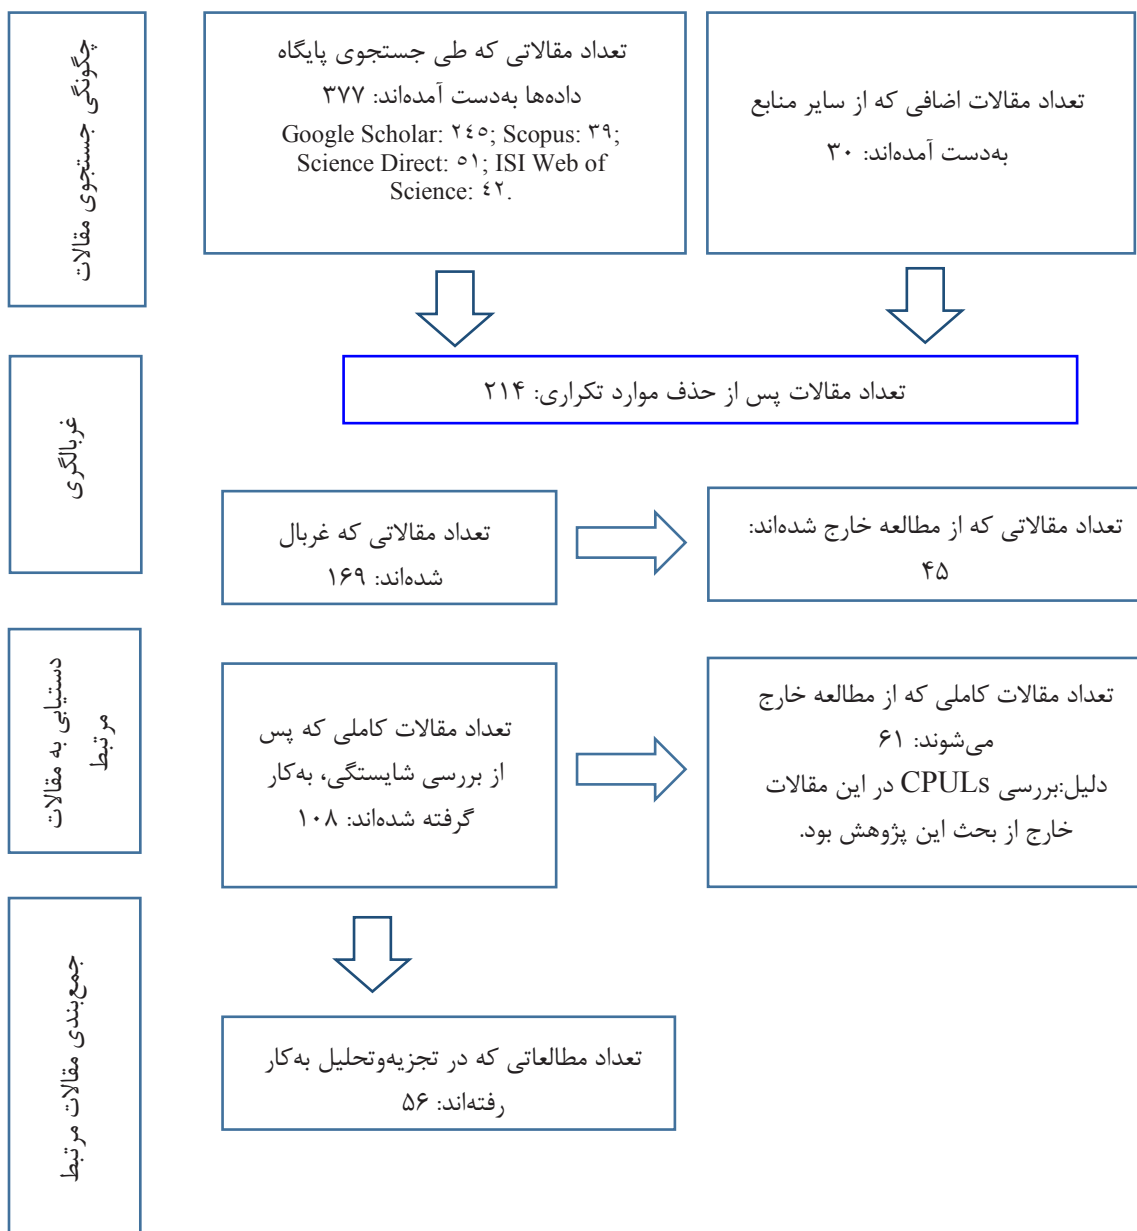 چگونگی جستجوی مقالات
تعداد مقالاتی که طی جستجوی پایگاه
داده‌ها به‌دست آمده‌اند: ۳۷۷
Google Scholar: ٢٤٥; Scopus: ٣٩;
Science Direct: ٥١; ISI Web of
Science: ٤٢.
تعداد مقالات اضافی که از سایر منابع
به‌دست آمده‌اند: ۳۰
غربالگری
تعداد مقالات پس از حذف موارد تکراری: ۲۱۴
تعداد مقالاتی که غربال
شده‌اند: ۱۶۹
تعداد مقالاتی که از مطالعه خارج شده‌اند:
۴۵
دستیابی به مقالات
مرتبط
تعداد مقالات کاملی که پس
از بررسی شایستگی، به‌کار
گرفته شده‌اند: ۱۰۸
تعداد مقالات کاملی که از مطالعه خارج
می‌شوند: ۶۱
دلیل:بررسی CPULs در این مقالات
خارج از بحث این پژوهش بود.
جمع‌بندی مقالات مرتبط
تعداد مطالعاتی که در تجزیه‌وتحلیل به‌کار
رفته‌اند: ۵۶